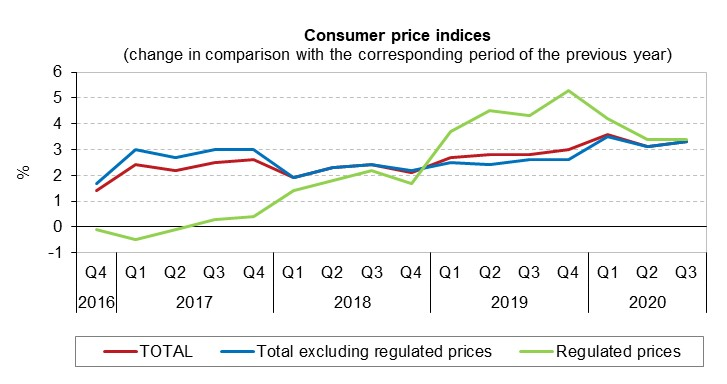 Consumer price indices
(change in comparison with the corresponding period of the previous year)
6
5
4
3
2
1
0
-1
%
Q4 Q1 Q2 Q3 Q4 Q1 Q2 Q3 Q4 Q1 Q2 Q3 Q4 Q1 Q2 Q3
2016 2017 2018 2019 2020
TOTAL Total excluding regulated prices Regulated prices